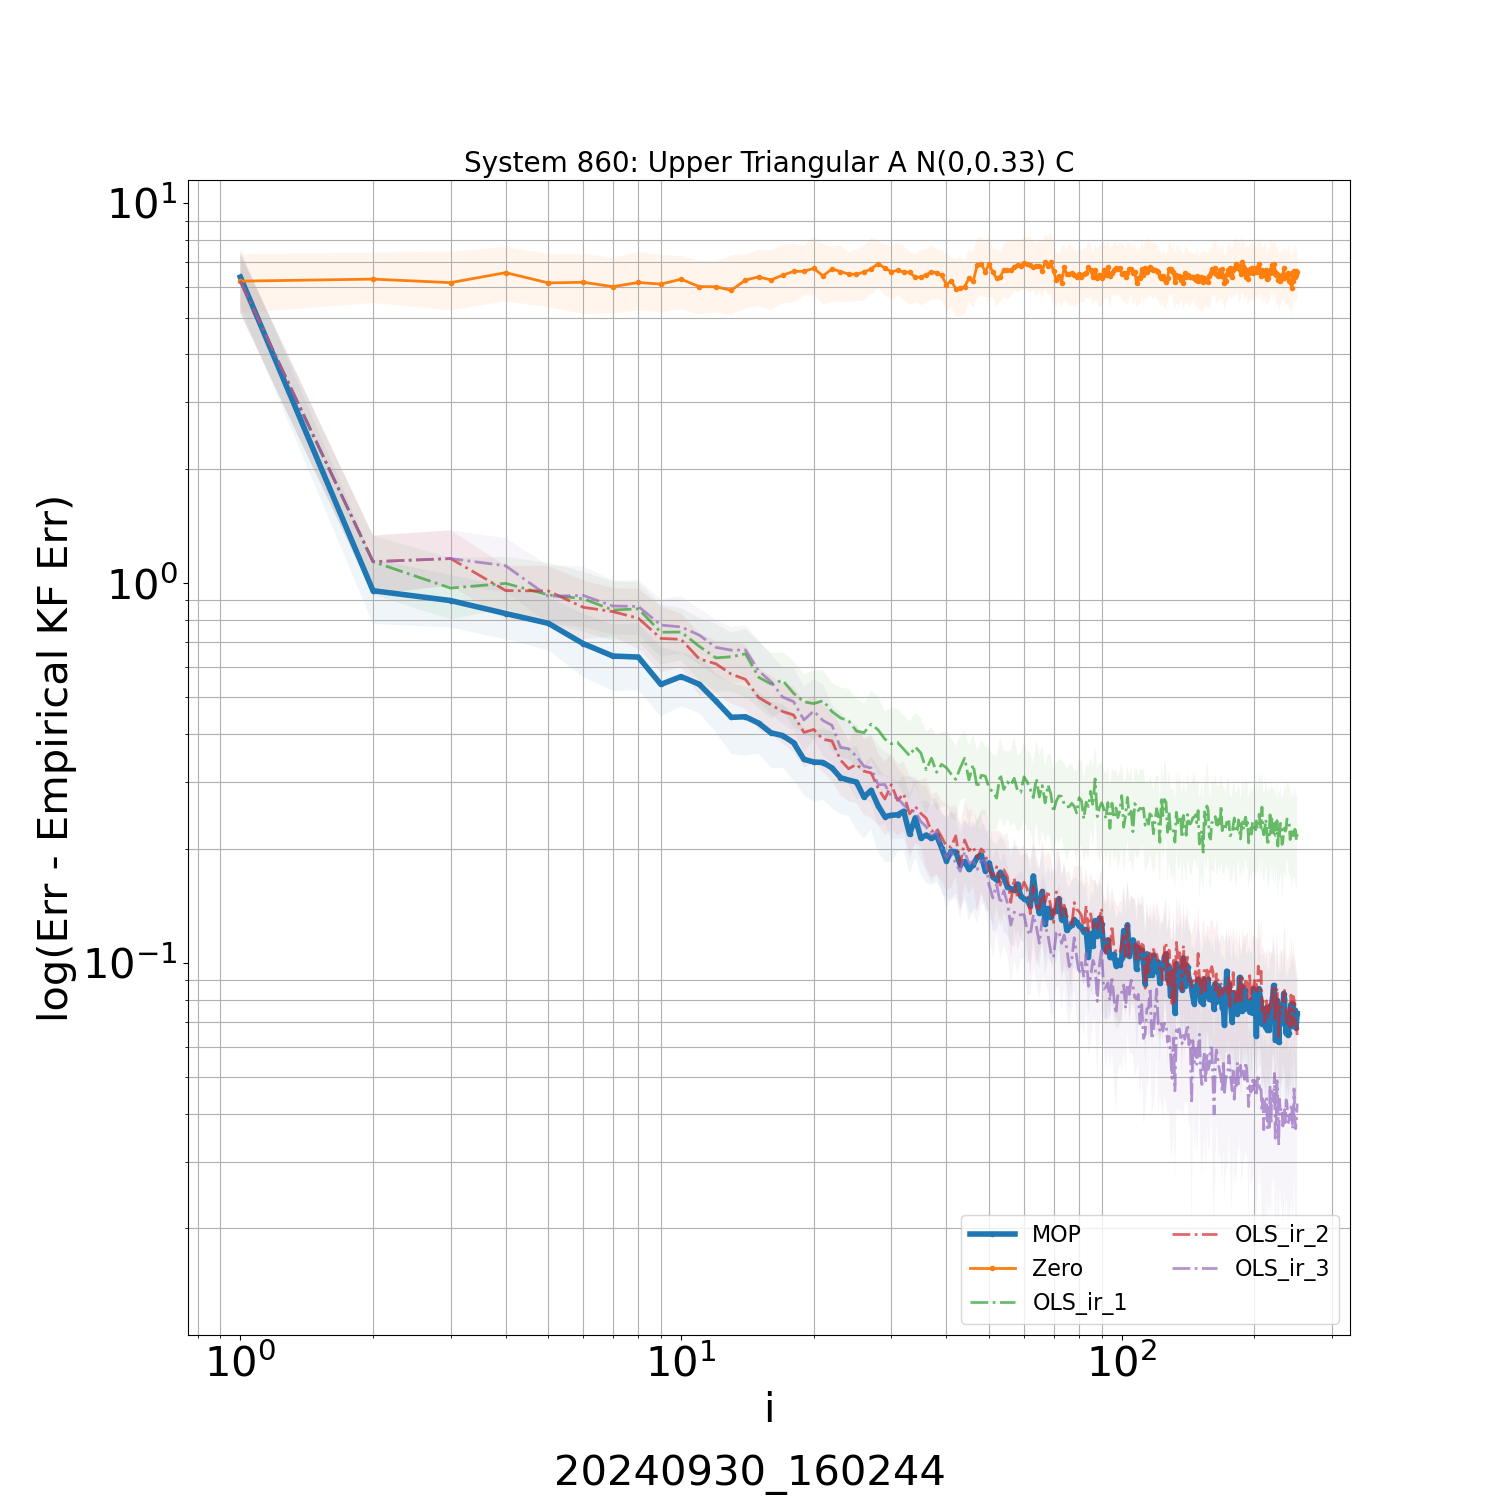 System 860: Upper Triangular A N(0,0.33) C
log(Err - Empirical KF Err)
10¹
10⁰
10⁻¹
MOP
Zero
OLS_ir_1
OLS_ir_2
OLS_ir_3
10⁰ 10¹ 10²
i
20240930_160244